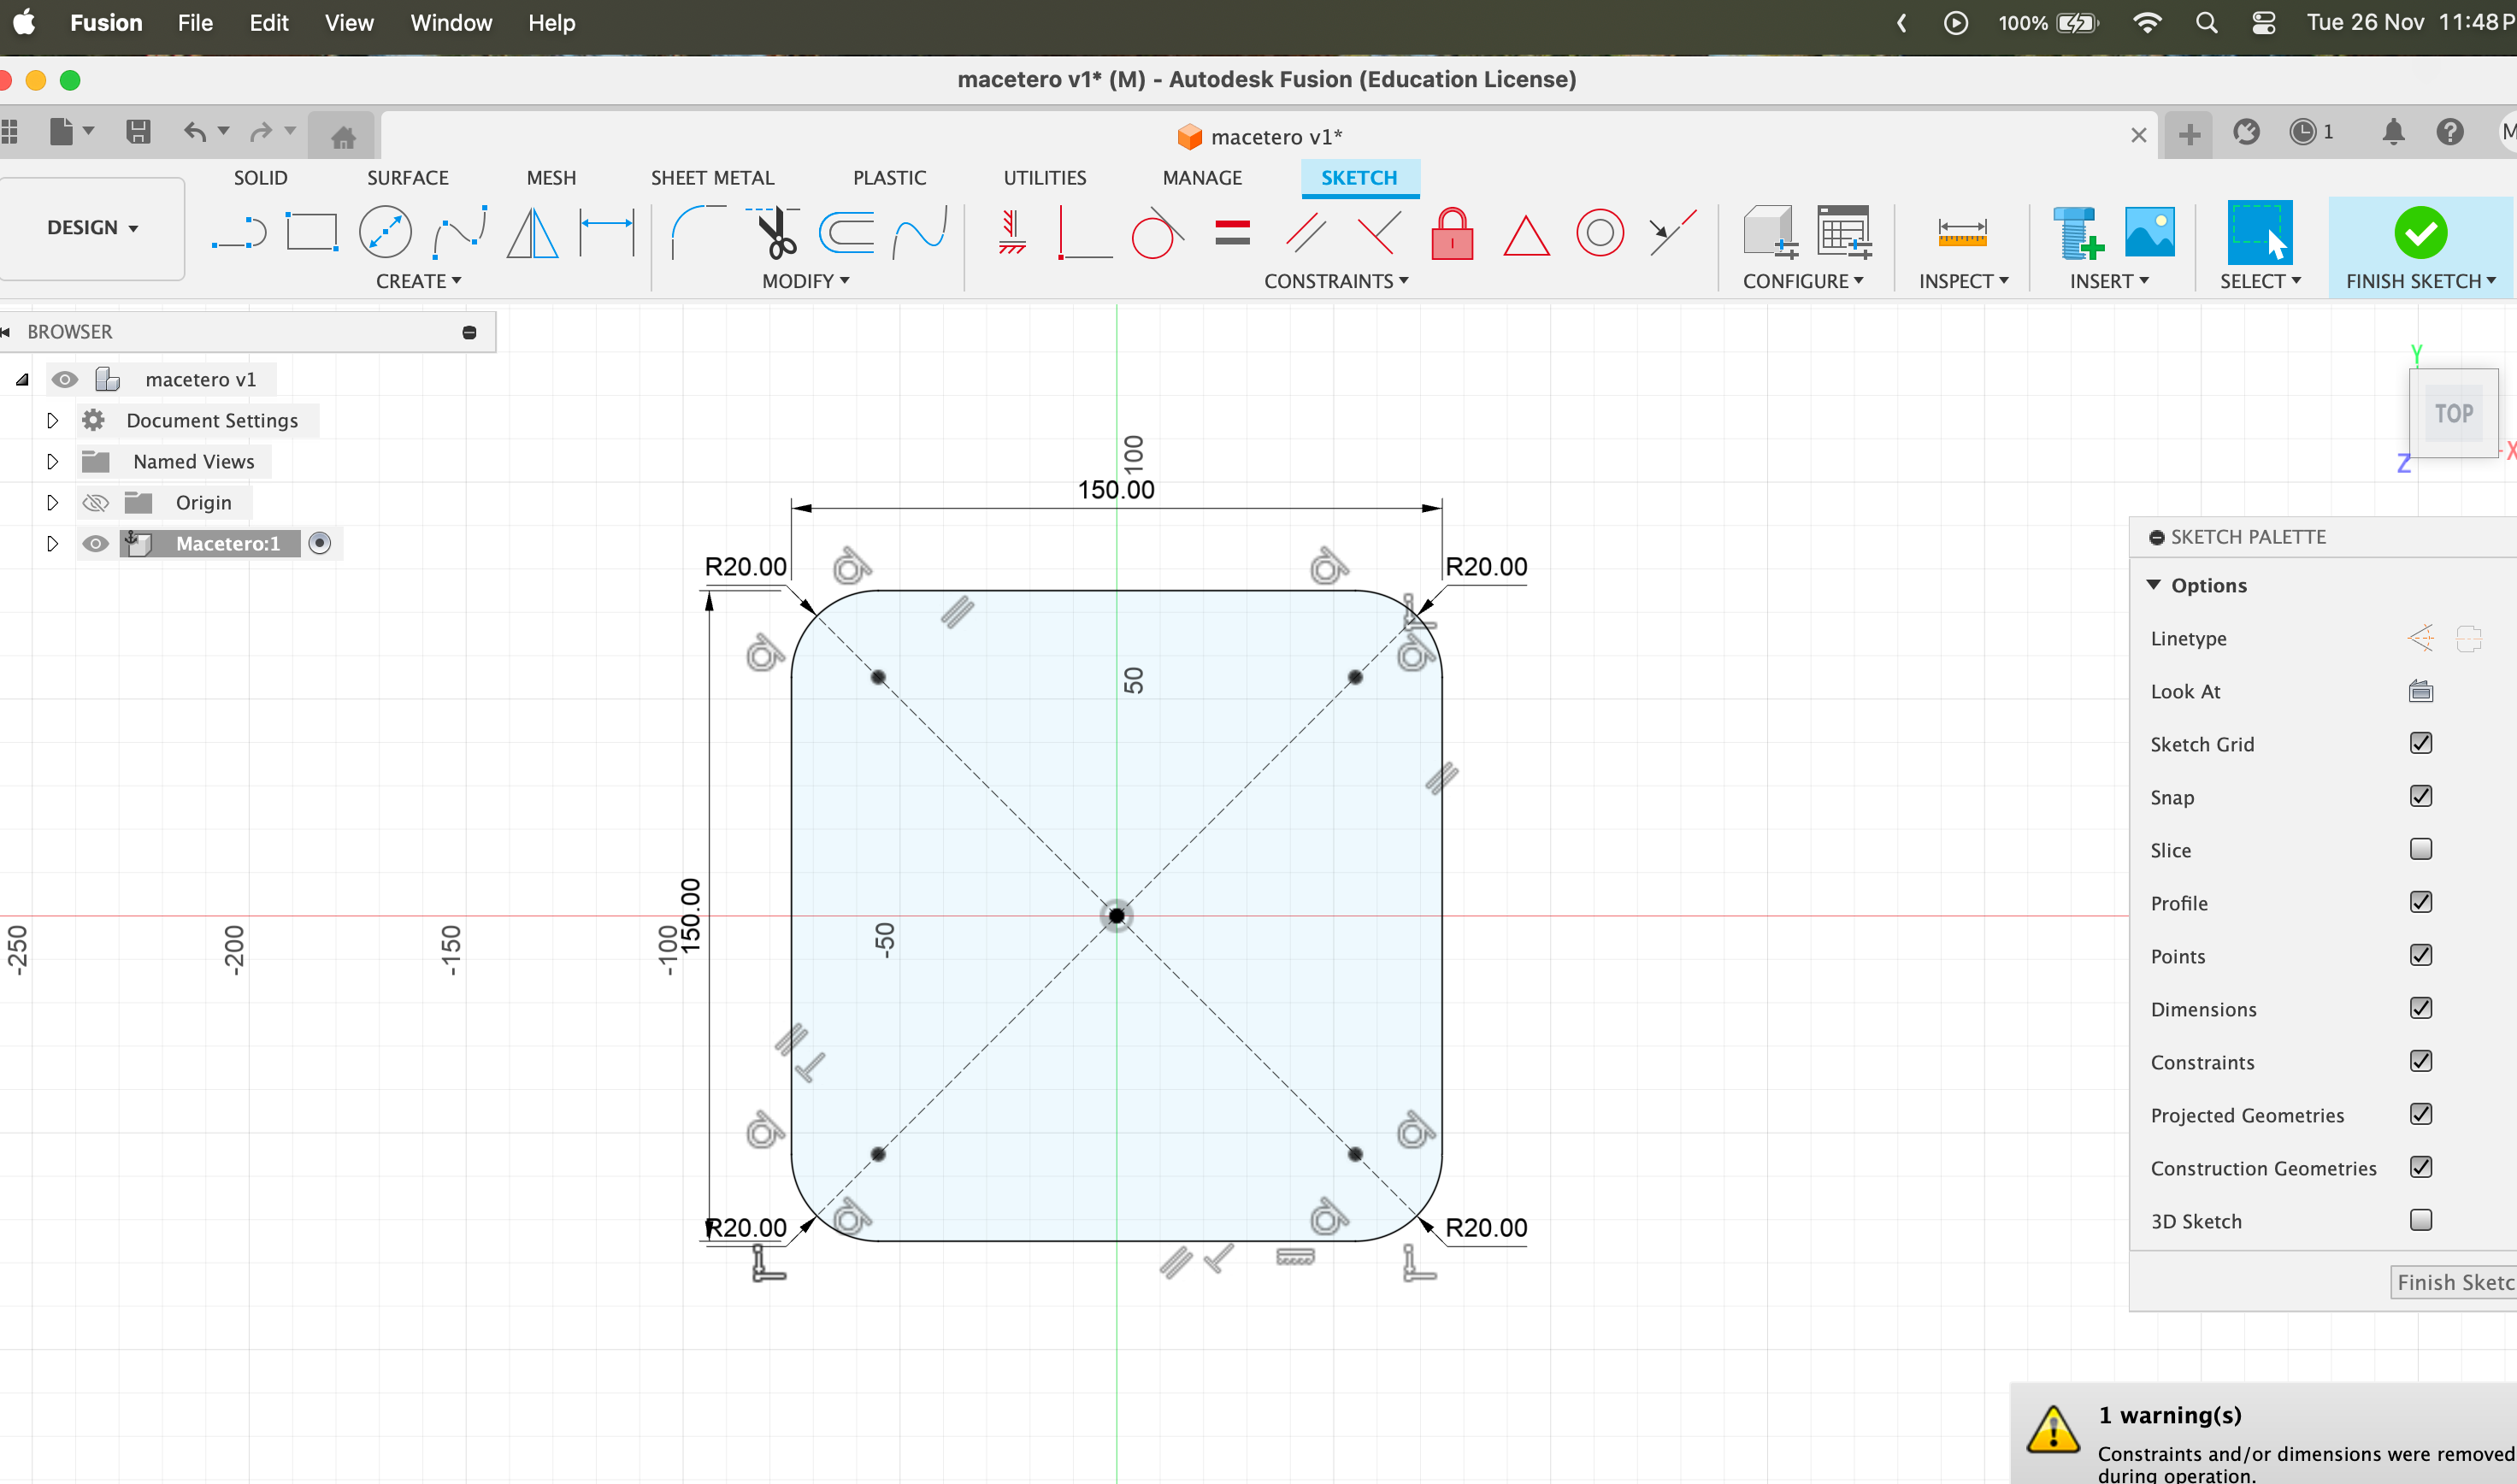 Fusion File Edit View Window Help 100% Tue 26 Nov 11:48P
macetero v1* (M) - Autodesk Fusion (Education License)
macetero v1* 1 M
SOLID SURFACE MESH SHEET METAL PLASTIC UTILITIES MANAGE SKETCH
DESIGN
CREATE MODIFY CONSTRAINTS CONFIGURE INSPECT INSERT SELECT FINISH SKETCH
BROWSER
macetero v1
Document Settings
Named Views
Origin
Macetero:1
Y
TOP
X
Z
100
150.00
R20.00
R20.00
50
150.00
-250
-200
-150
-100
-50
R20.00
R20.00
SKETCH PALETTE
Options
Linetype
Look At
Sketch Grid
Snap
Slice
Profile
Points
Dimensions
Constraints
Projected Geometries
Construction Geometries
3D Sketch
Finish Sketc
1 warning(s)
Constraints and/or dimensions were removed
during operation.